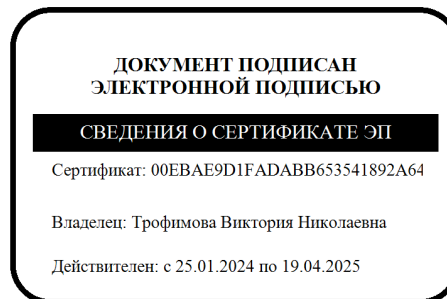 ДОКУМЕНТ ПОДПИСАН
ЭЛЕКТРОННОЙ ПОДПИСЬЮ
СВЕДЕНИЯ О СЕРТИФИКАТЕ ЭП
Сертификат: 00EBAE9D1FADABB653541892A64
Владелец: Трофимова Виктория Николаевна
Действителен: с 25.01.2024 по 19.04.2025